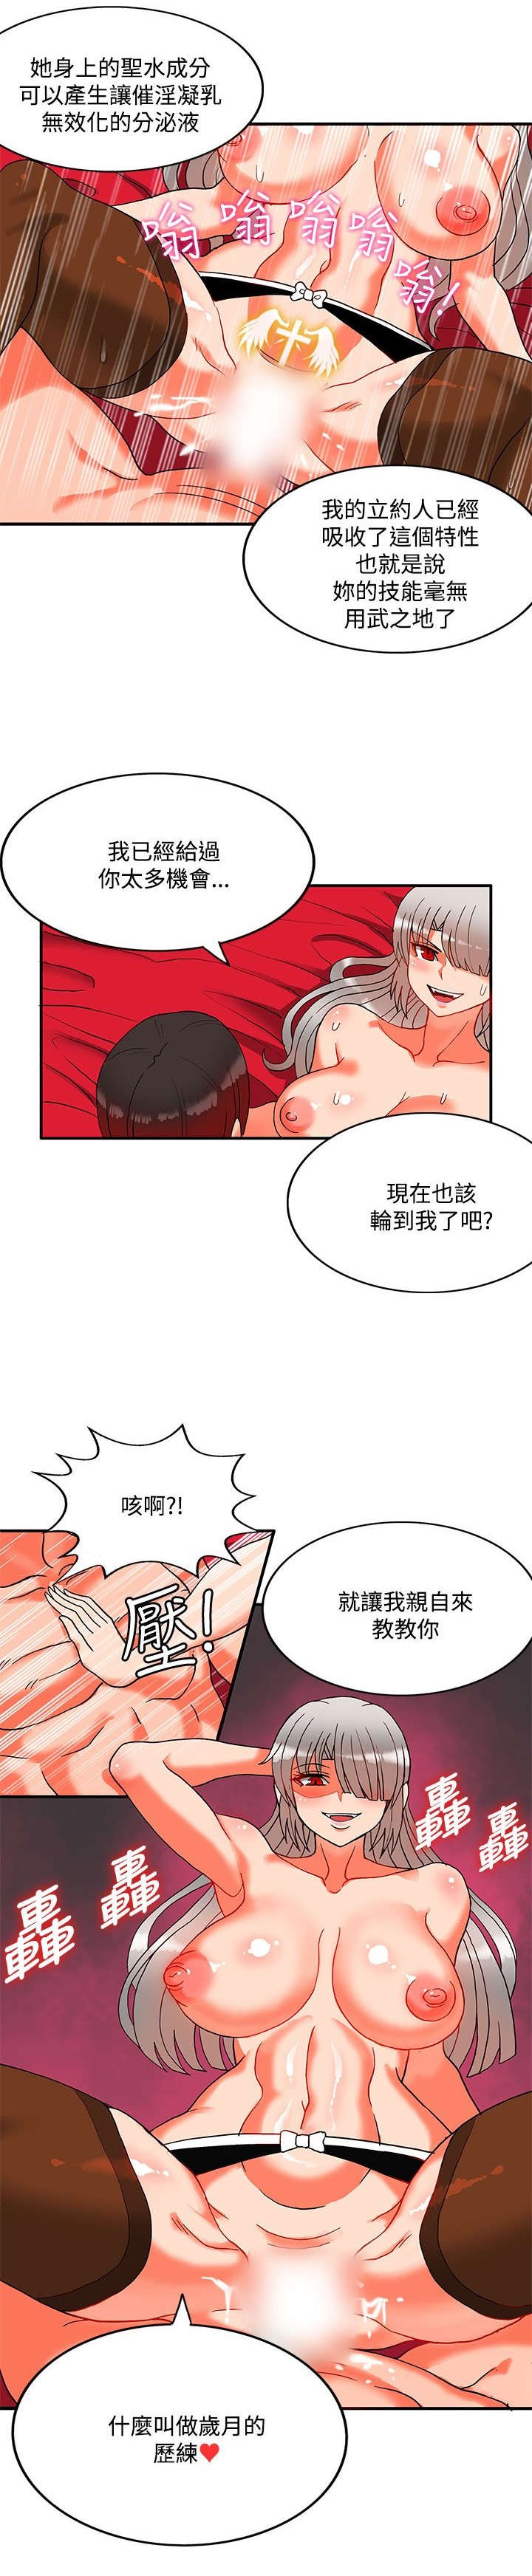 她身上的聖水成分
可以產生讓催淫凝乳
無效化的分泌液
嗡嗡嗡嗡嗡!
我的立約人已經
吸收了這個特性
也就是說
妳的技能毫無
用武之地了
我已經給過
你太多機會...
現在也該
輪到我了吧?
咳啊?!
壓!
就讓我親自來
教教你
轟
轟
轟
轟
什麼叫做歲月的
歷練♥